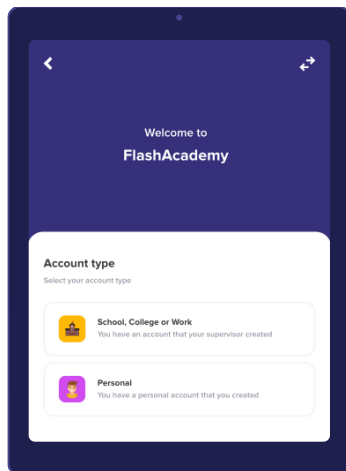 Welcome to
FlashAcademy
Account type
Select your account type
School, College or Work
You have an account that your supervisor created
Personal
You have a personal account that you created